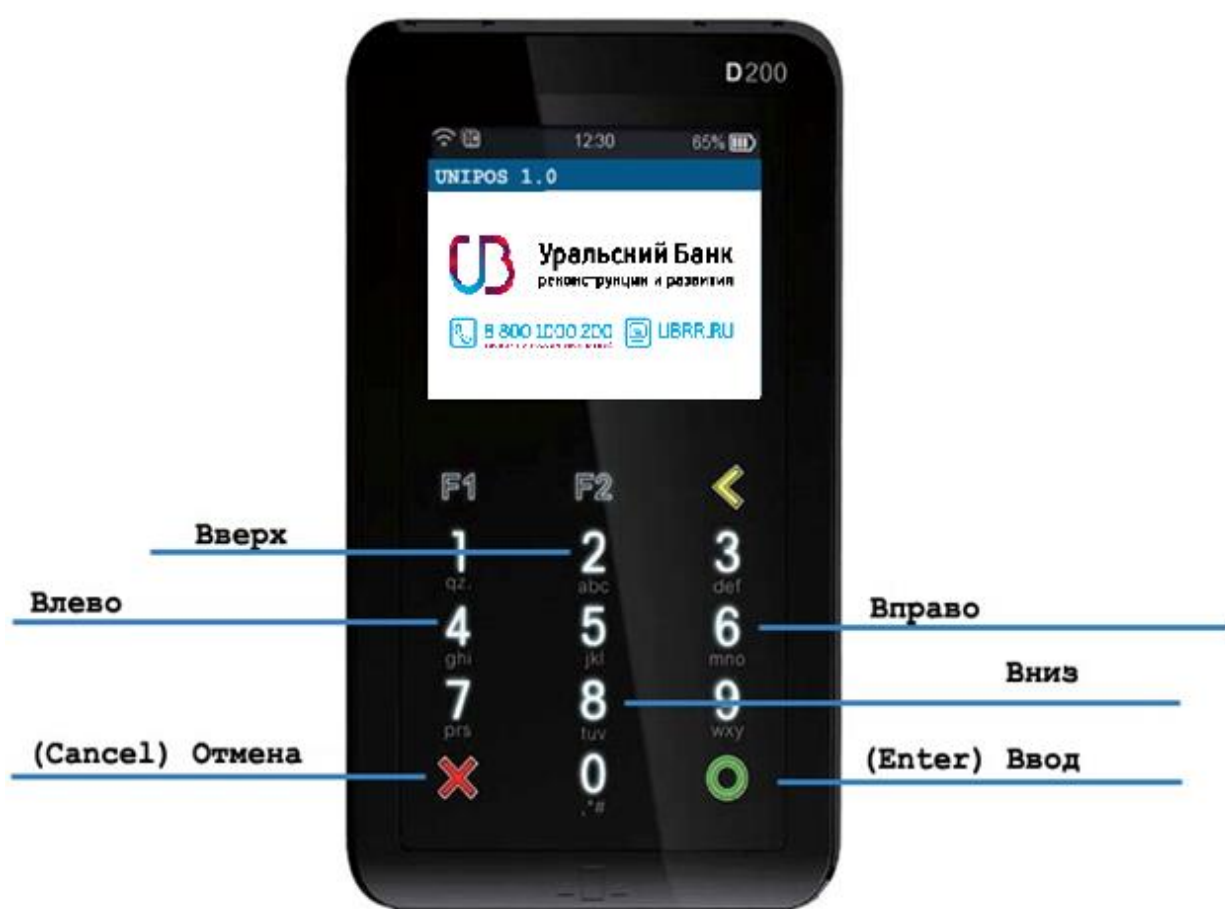 D200
12:30
65%
UNIPOS 1.0
Уральский Банк
реконструкции и развития
8 800 1000 200 UBRR.RU
F1 F2
Вверх
1 2 3
qz. abc def
Влево
Вправо
4 5 6
ghi jkl mno
Вниз
7 8 9
prs tuv wxy
(Cancel) Отмена
(Enter) Ввод
0
,*#